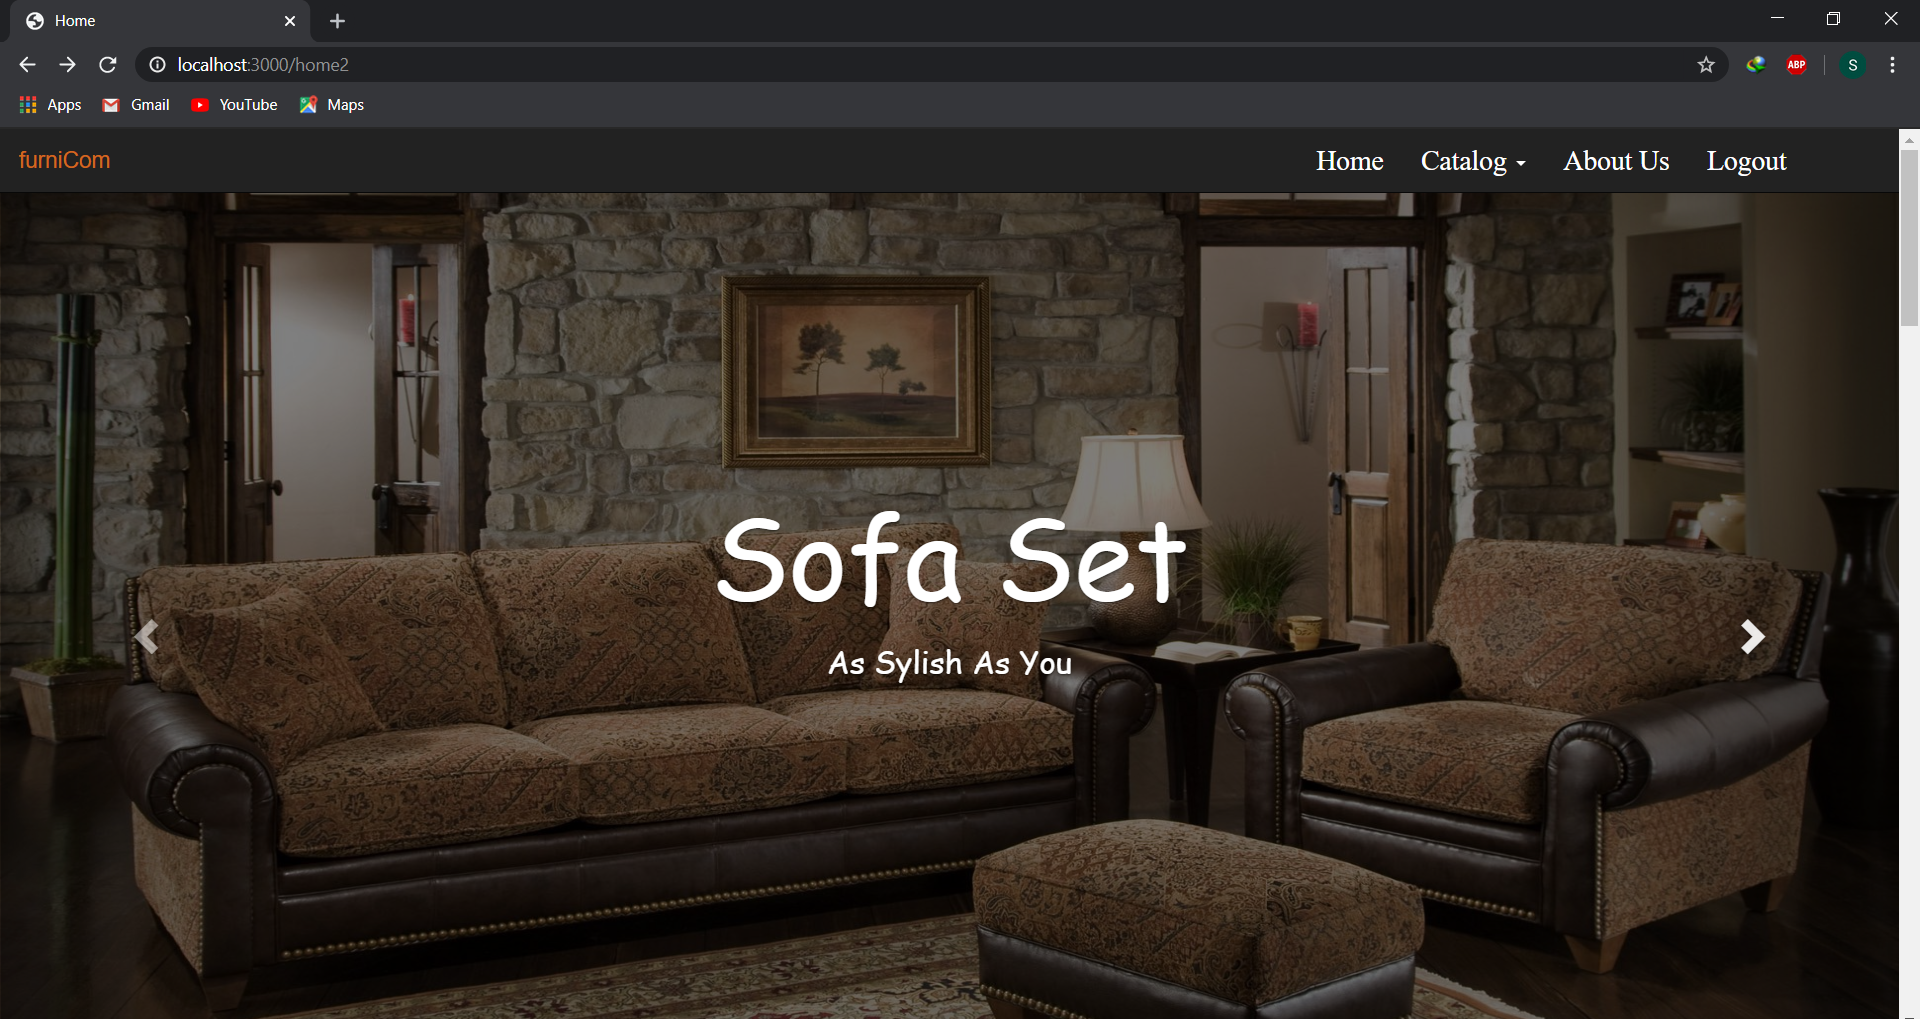 Home
localhost:3000/home2
ABP
S
Apps
Gmail
YouTube
Maps
furniCom
Home
Catalog
About Us
Logout
Sofa Set
As Sylish As You